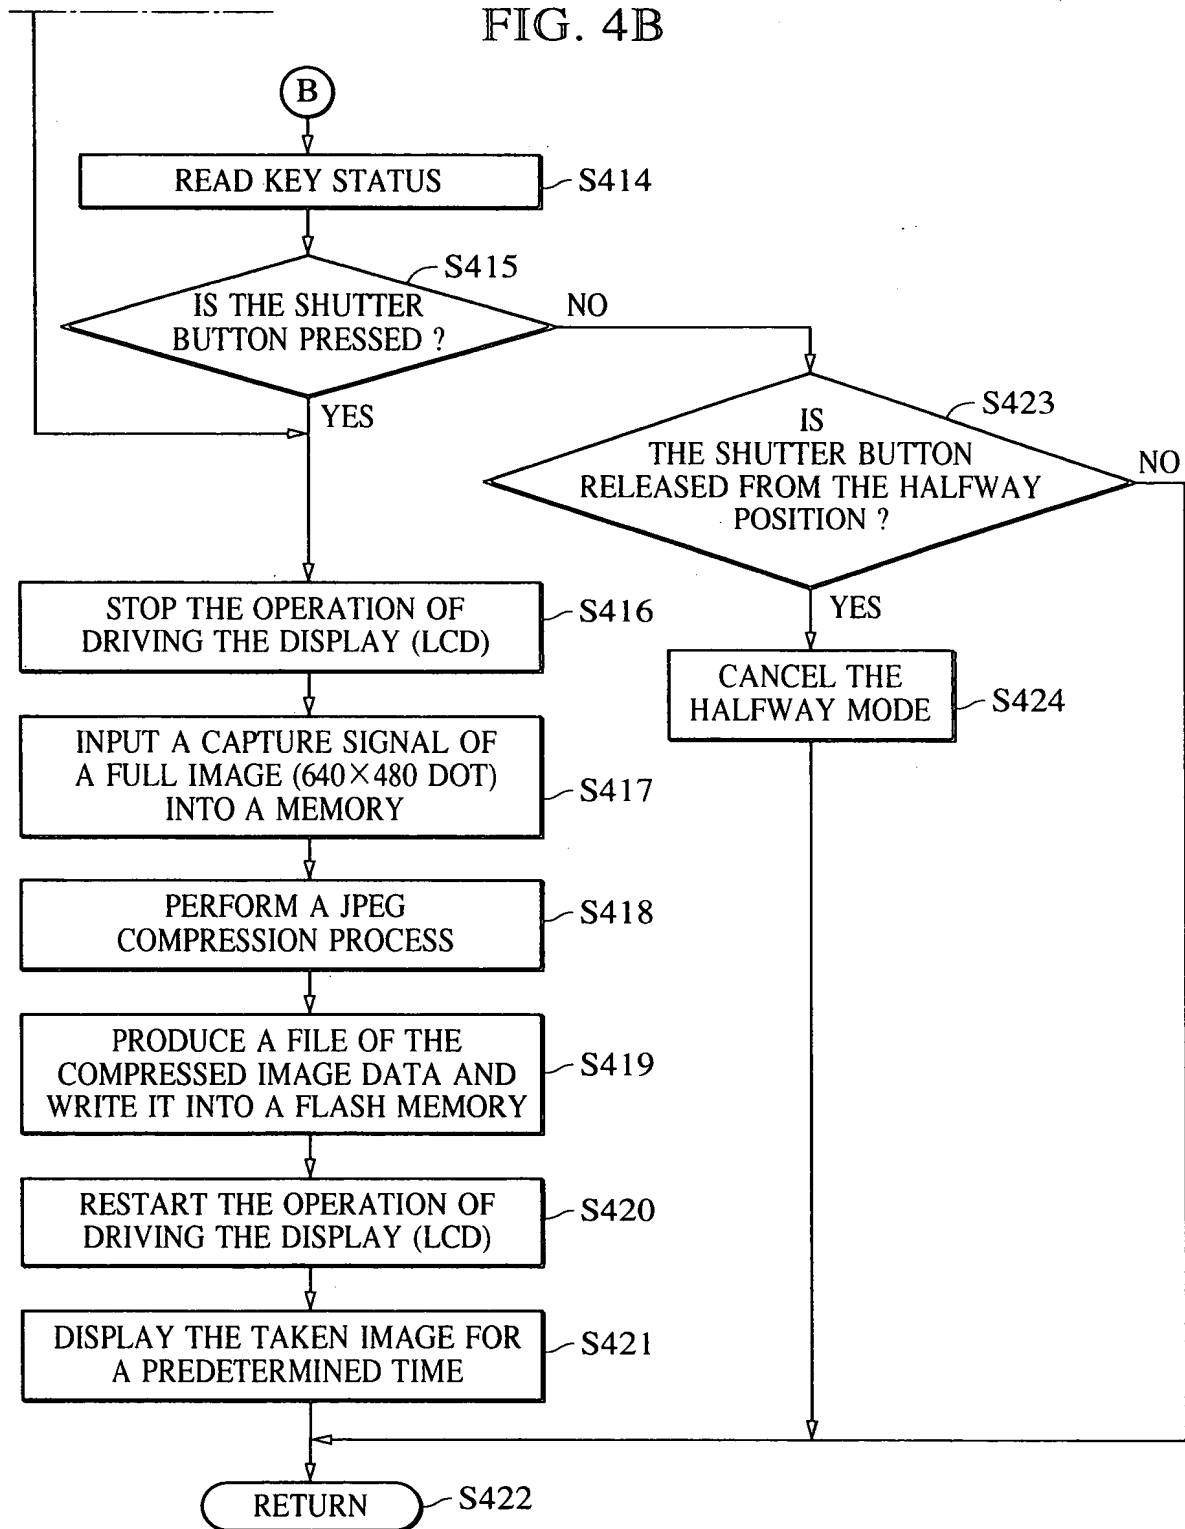 FIG. 4B
B
READ KEY STATUS
S414
S415
IS THE SHUTTER
BUTTON PRESSED ?
NO
YES
S423
IS
THE SHUTTER BUTTON
RELEASED FROM THE HALFWAY
POSITION ?
NO
YES
STOP THE OPERATION OF
DRIVING THE DISPLAY (LCD)
S416
CANCEL THE
HALFWAY MODE
S424
INPUT A CAPTURE SIGNAL OF
A FULL IMAGE (640×480 DOT)
INTO A MEMORY
S417
PERFORM A JPEG
COMPRESSION PROCESS
S418
PRODUCE A FILE OF THE
COMPRESSED IMAGE DATA AND
WRITE IT INTO A FLASH MEMORY
S419
RESTART THE OPERATION OF
DRIVING THE DISPLAY (LCD)
S420
DISPLAY THE TAKEN IMAGE FOR
A PREDETERMINED TIME
S421
RETURN
S422